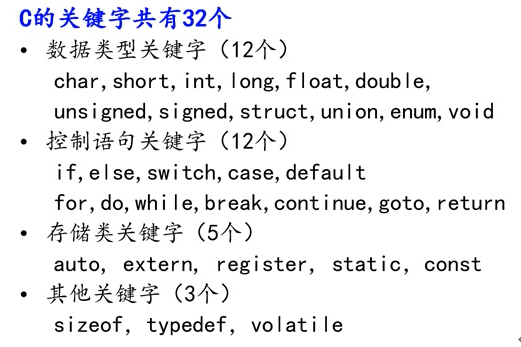 C的关键字共有32个
• 数据类型关键字（12个）
char,short,int,long,float,double,
unsigned,signed,struct,union,enum,void
• 控制语句关键字（12个）
if,else,switch,case,default
for,do,while,break,continue,goto,return
• 存储类关键字（5个）
auto, extern, register, static, const
• 其他关键字（3个）
sizeof, typedef, volatile